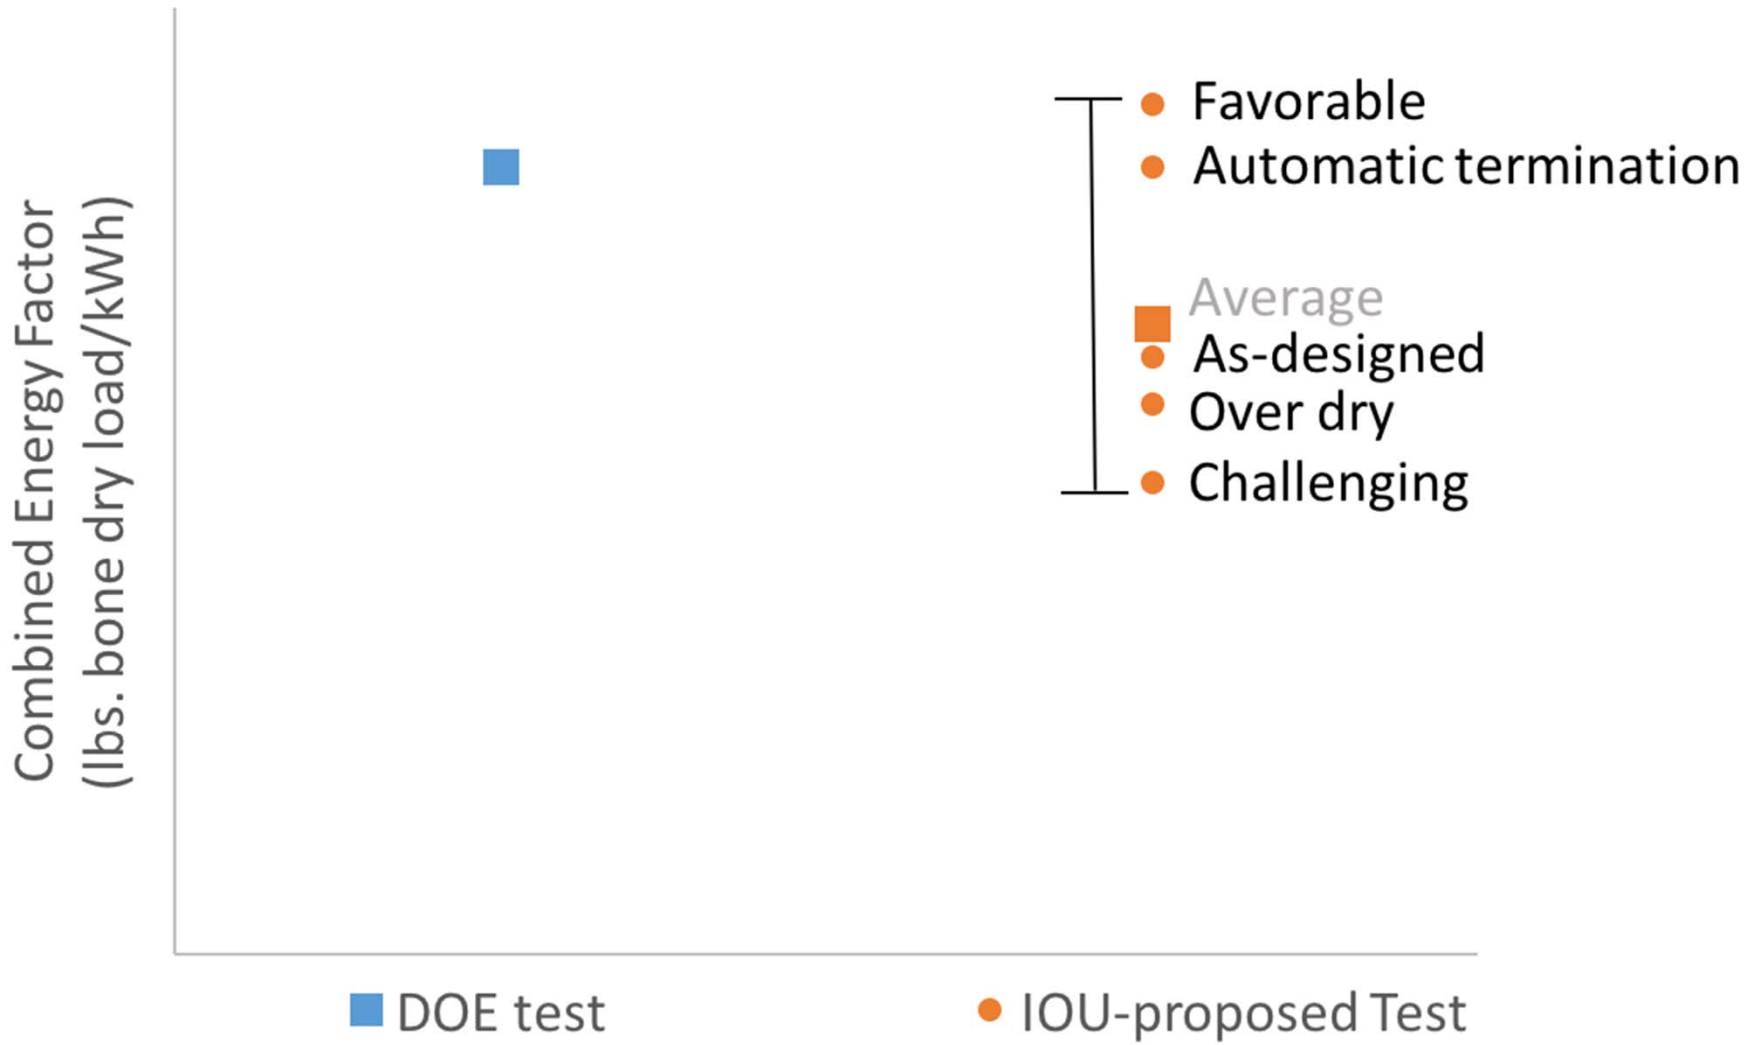 Combined Energy Factor
(lbs. bone dry load/kWh)
Favorable
Automatic termination
Average
As-designed
Over dry
Challenging
DOE test
IOU-proposed Test